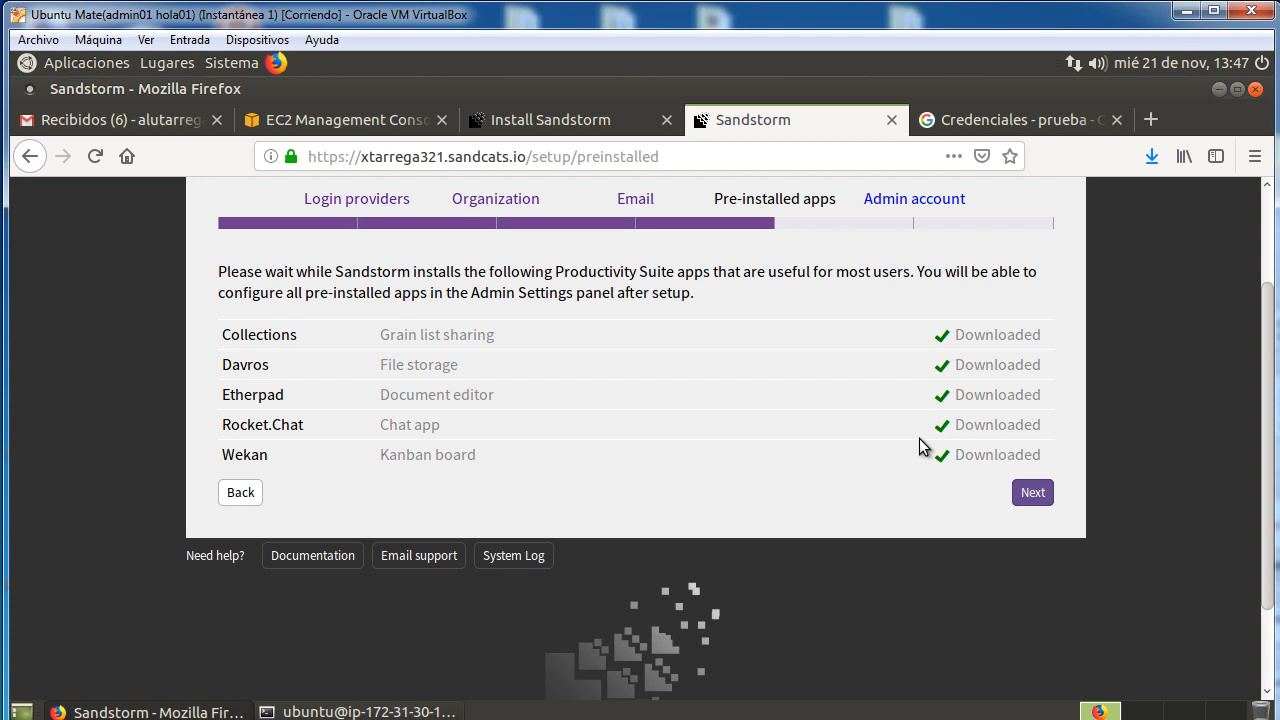 Ubuntu Mate(admin01 hola01) (Instantánea 1) [Corriendo] - Oracle VM VirtualBox
Archivo Máquina Ver Entrada Dispositivos Ayuda
Aplicaciones Lugares Sistema mié 21 de nov, 13:47
Sandstorm - Mozilla Firefox
Recibidos (6) - alutarreg EC2 Management Conso Install Sandstorm Sandstorm Credenciales - prueba -
https://xtarrega321.sandcats.io/setup/preinstalled
Login providers Organization Email Pre-installed apps Admin account
Please wait while Sandstorm installs the following Productivity Suite apps that are useful for most users. You will be able to
configure all pre-installed apps in the Admin Settings panel after setup.
Collections Grain list sharing Downloaded
Davros File storage Downloaded
Etherpad Document editor Downloaded
Rocket.Chat Chat app Downloaded
Wekan Kanban board Downloaded
Back Next
Need help? Documentation Email support System Log
Sandstorm - Mozilla Fir... ubuntu@ip-172-31-30-1...